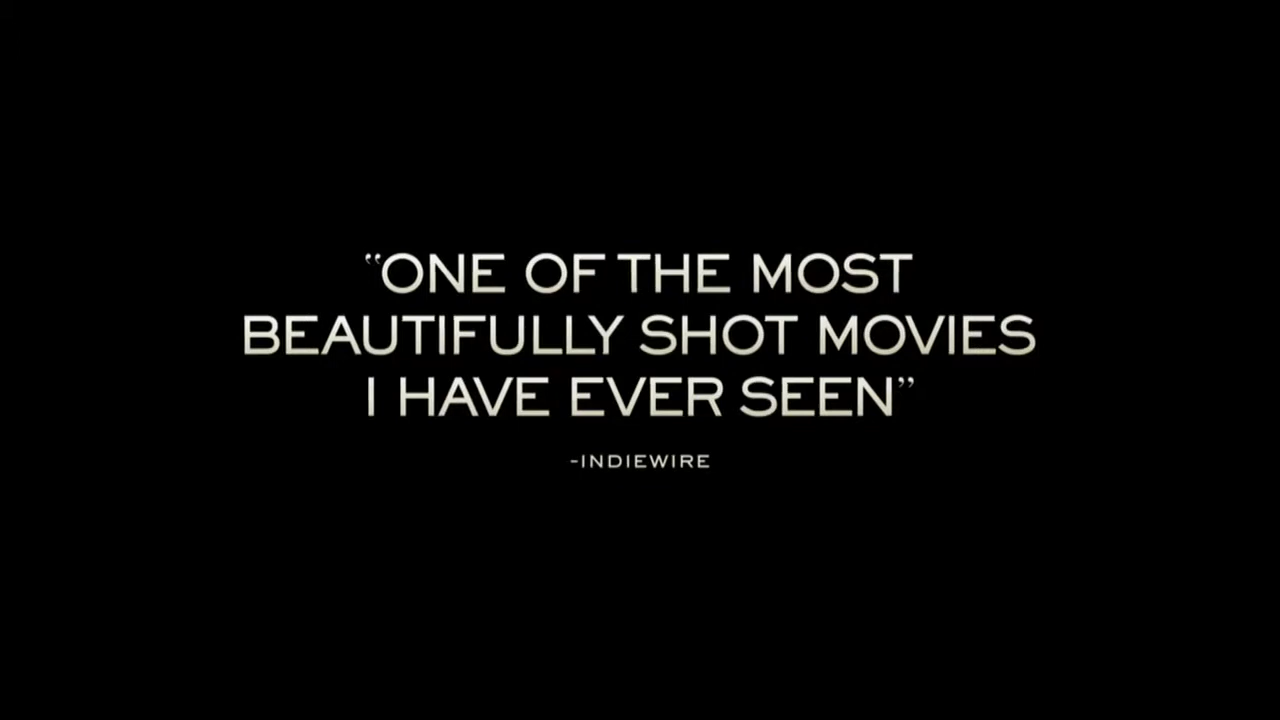 “ONE OF THE MOST
BEAUTIFULLY SHOT MOVIES
I HAVE EVER SEEN”
-INDIEWIRE